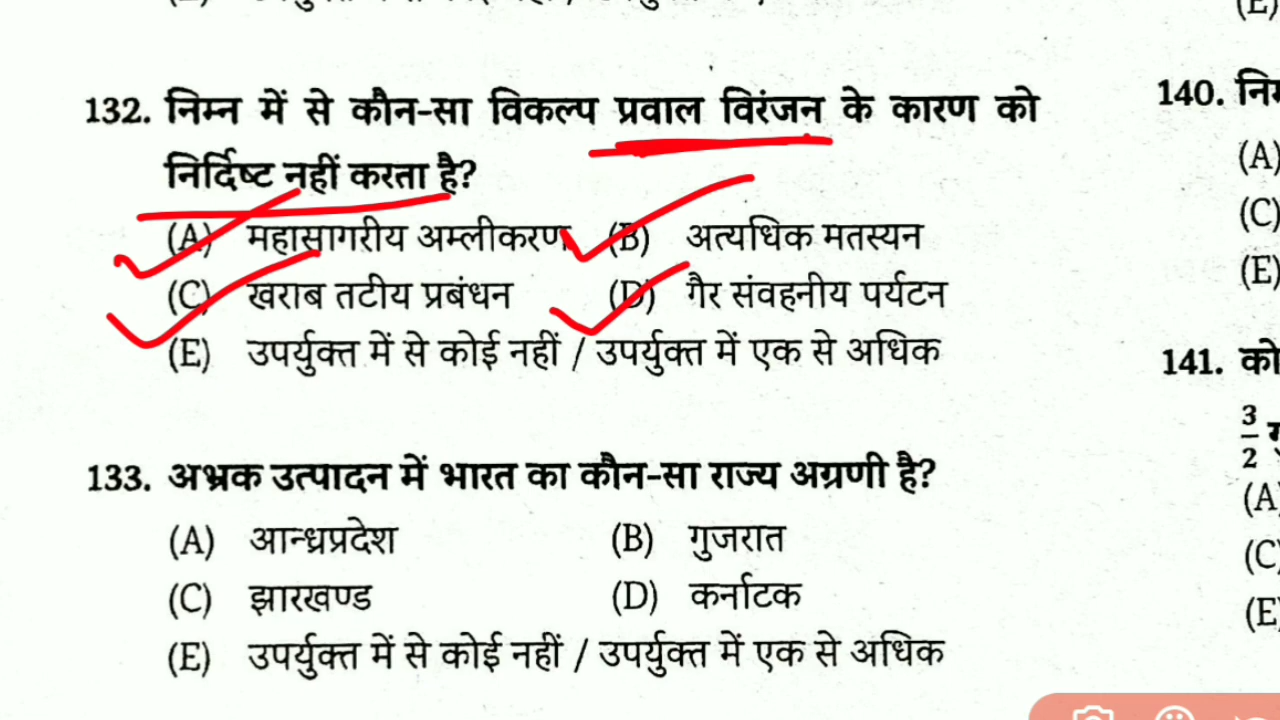 132. निम्न में से कौन-सा विकल्प प्रवाल विरंजन के कारण को
निर्दिष्ट नहीं करता है?
(A) महासागरीय अम्लीकरण (B) अत्यधिक मतस्यन
(C) खराब तटीय प्रबंधन (D) गैर संवहनीय पर्यटन
(E) उपर्युक्त में से कोई नहीं / उपर्युक्त में एक से अधिक
133. अभ्रक उत्पादन में भारत का कौन-सा राज्य अग्रणी है?
(A) आन्ध्रप्रदेश (B) गुजरात
(C) झारखण्ड (D) कर्नाटक
(E) उपर्युक्त में से कोई नहीं / उपर्युक्त में एक से अधिक
(E)
140.
(A)
(C)
(E)
141.
3/2
(A)
(C)
(E)